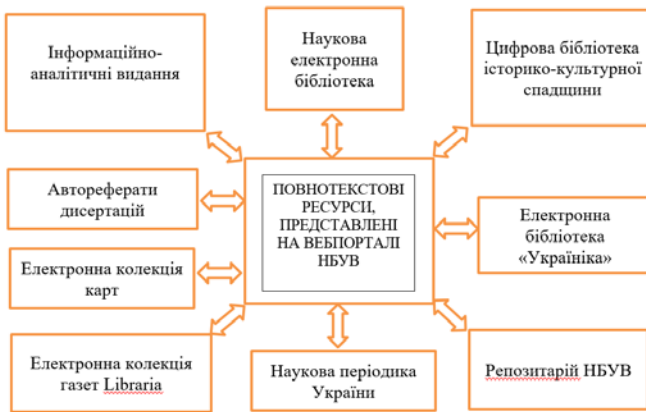 Інформаційно-
аналітичні видання
Наукова
електронна
бібліотека
Цифрова бібліотека
історико-культурної
спадщини
Автореферати
дисертацій
ПОВНОТЕКСТОВІ
РЕСУРСИ,
ПРЕДСТАВЛЕНІ
НА ВЕБПОРТАЛІ
НБУВ
Електронна
бібліотека
«Україніка»
Електронна колекція
карт
Електронна колекція
газет Libraria
Наукова періодика
України
Репозитарій НБУВ